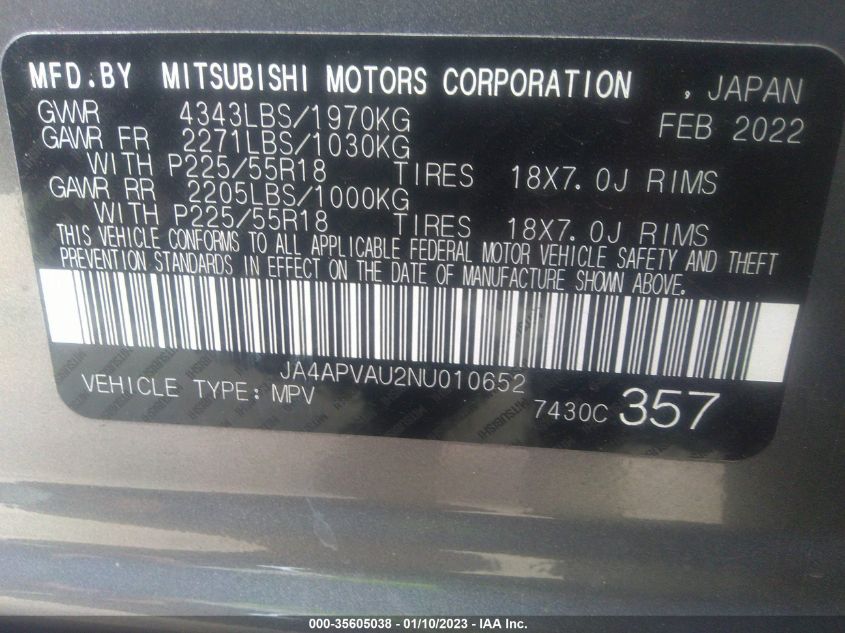 MFD.BY MITSUBISHI MOTORS CORPORATION , JAPAN
GVWR 4343LBS/1970KG FEB 2022
GAWR FR 2271LBS/1030KG
WITH P225/55R18 TIRES 18X7.0J RIMS
GAWR RR 2205LBS/1000KG
WITH P225/55R18 TIRES 18X7.0J RIMS
THIS VEHICLE CONFORMS TO ALL APPLICABLE FEDERAL MOTOR VEHICLE SAFETY AND THEFT
PREVENTION STANDARDS IN EFFECT ON THE DATE OF MANUFACTURE SHOWN ABOVE.
JA4APVAU2NU010652
VEHICLE TYPE:MPV 7430C 357
000-35605038 - 01/10/2023 - IAA Inc.